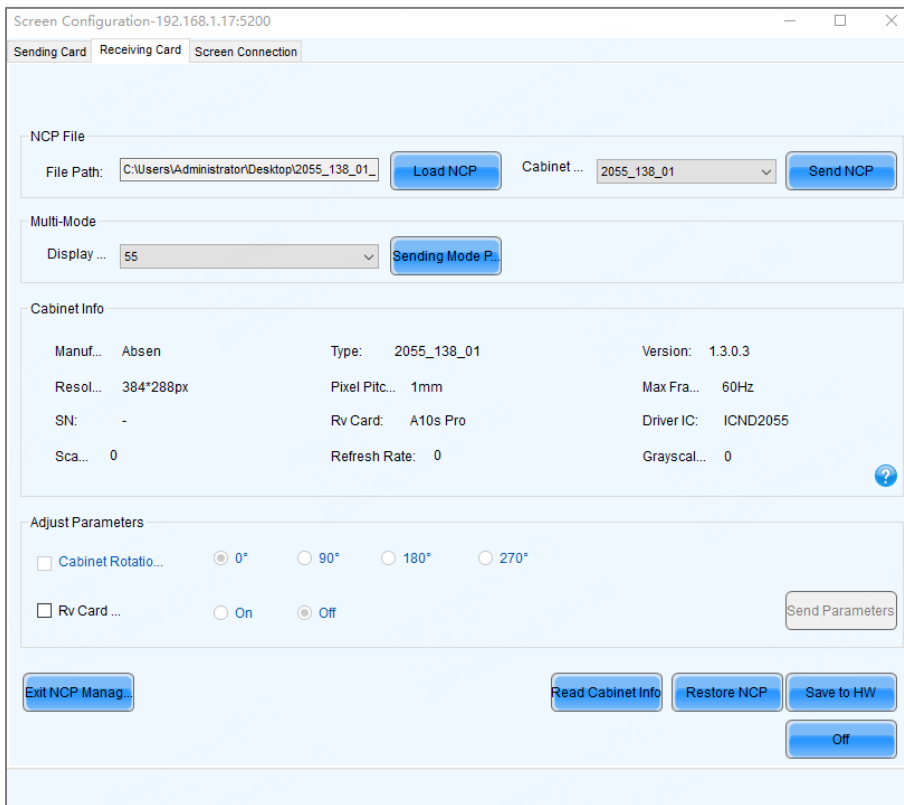 Screen Configuration-192.168.1.17:5200
Sending Card Receiving Card Screen Connection
NCP File
File Path: C:\Users\Administrator\Desktop\2055_138_01_ Load NCP Cabinet ... 2055_138_01 Send NCP
Multi-Mode
Display ... 55 Sending Mode P...
Cabinet Info
Manuf... Absen Type: 2055_138_01 Version: 1.3.0.3
Resol... 384*288px Pixel Pitc... 1mm Max Fra... 60Hz
SN: - Rv Card: A10s Pro Driver IC: ICND2055
Sca... 0 Refresh Rate: 0 Grayscal... 0
?
Adjust Parameters
Cabinet Rotatio... 0° 90° 180° 270°
Rv Card ... On Off Send Parameters
Exit NCP Manag... Read Cabinet Info Restore NCP Save to HW
Off